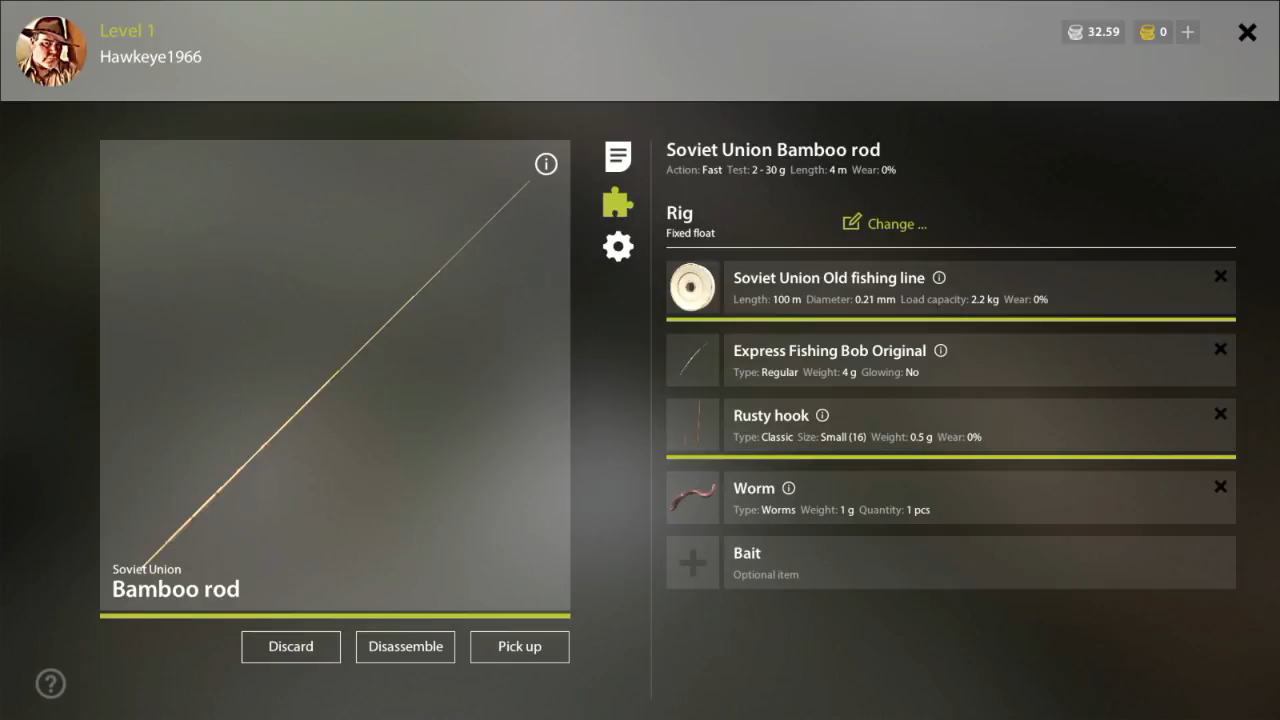 Level 1
Hawkeye1966
32.59
0
Soviet Union
Bamboo rod
Discard
Disassemble
Pick up
Soviet Union Bamboo rod
Action: Fast Test: 2 - 30 g Length: 4 m Wear: 0%
Rig
Fixed float
Change ...
Soviet Union Old fishing line
Length: 100 m Diameter: 0.21 mm Load capacity: 2.2 kg Wear: 0%
Express Fishing Bob Original
Type: Regular Weight: 4 g Glowing: No
Rusty hook
Type: Classic Size: Small (16) Weight: 0.5 g Wear: 0%
Worm
Type: Worms Weight: 1 g Quantity: 1 pcs
Bait
Optional item